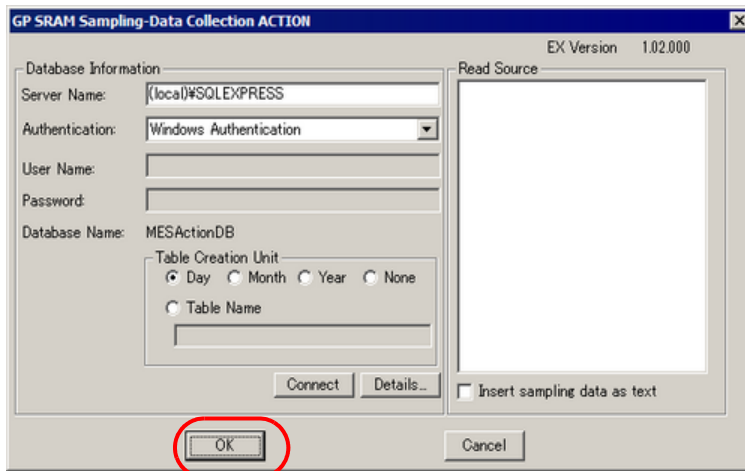 GP SRAM Sampling-Data Collection ACTION
EX Version 1.02.000
Database Information
Server Name: (local)¥SQLEXPRESS
Authentication: Windows Authentication
User Name:
Password:
Database Name: MESActionDB
Table Creation Unit
Day Month Year None
Table Name
Connect Details...
Read Source
Insert sampling data as text
OK Cancel